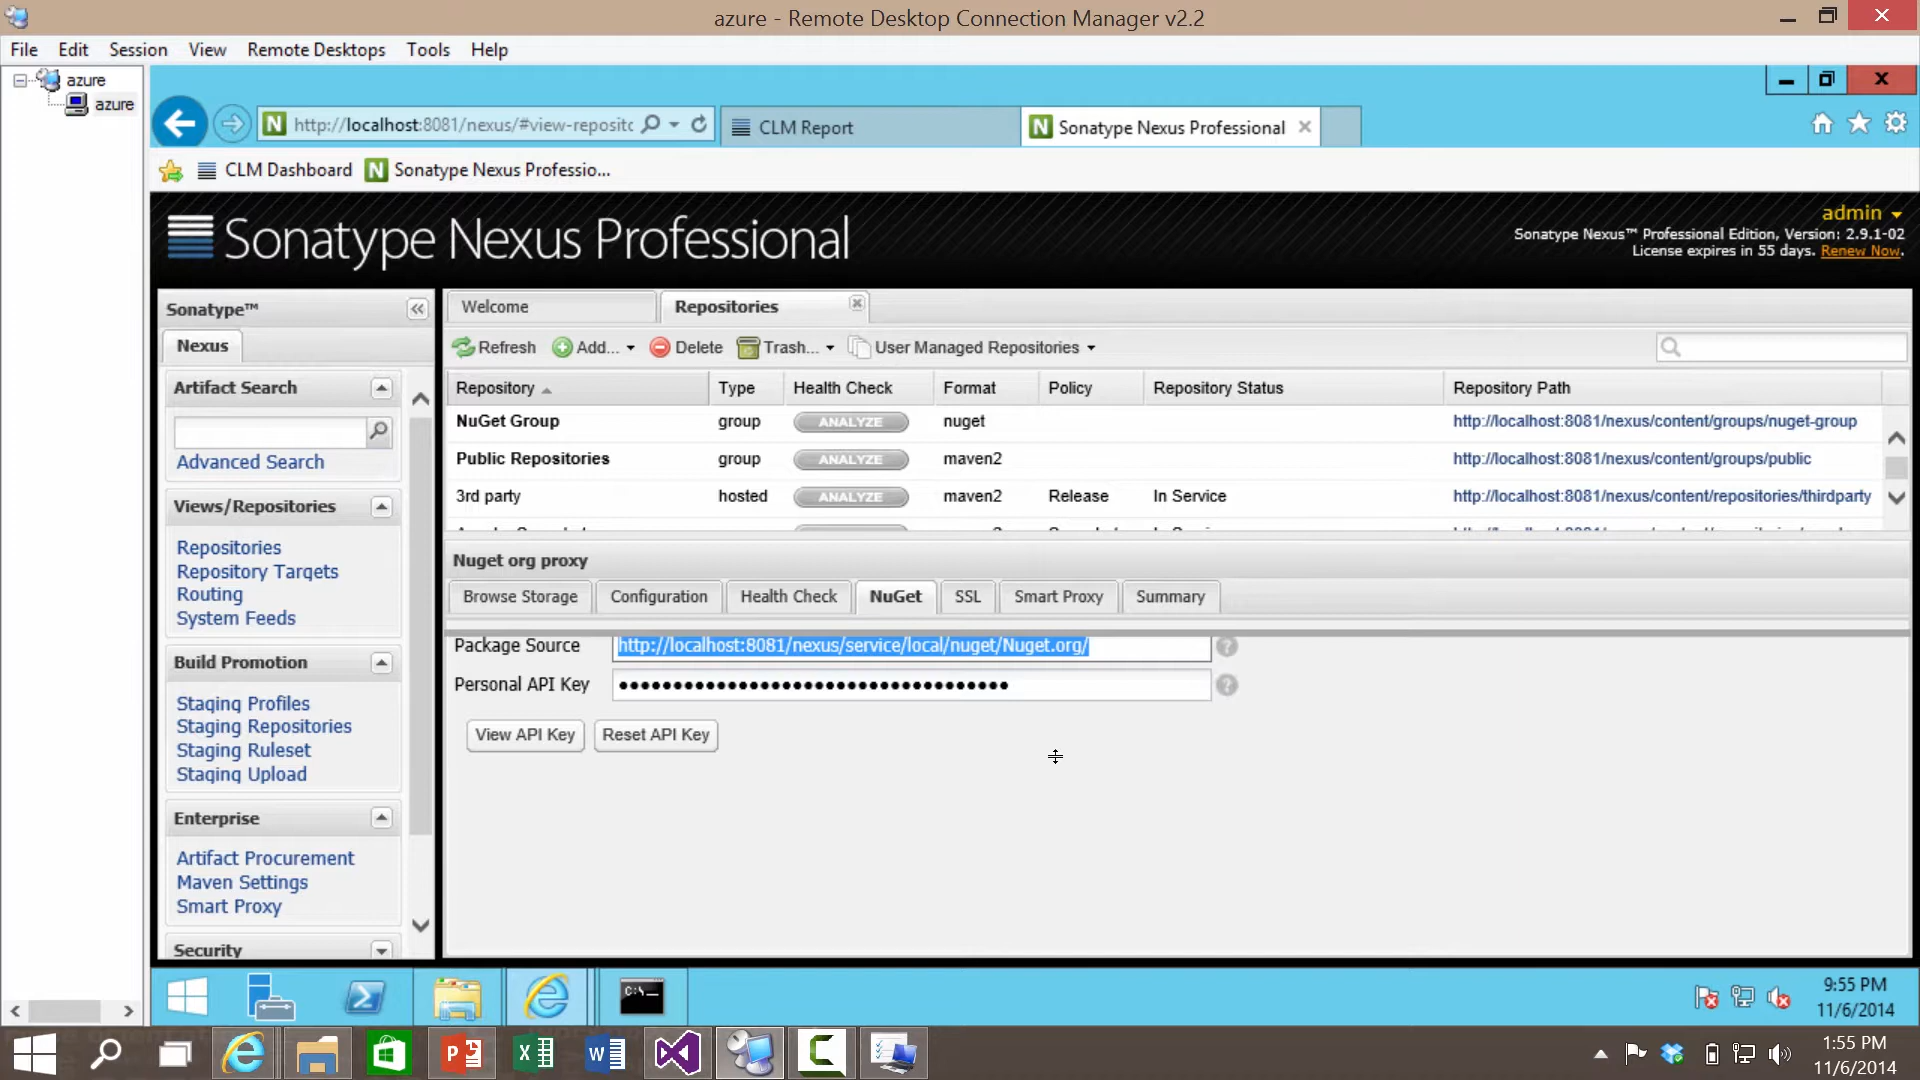 azure - Remote Desktop Connection Manager v2.2
File Edit Session View Remote Desktops Tools Help
azure
azure
http://localhost:8081/nexus/#view-reposito
CLM Report
Sonatype Nexus Professional
CLM Dashboard
Sonatype Nexus Professio...
Sonatype Nexus Professional
admin
Sonatype Nexus™ Professional Edition, Version: 2.9.1-02
License expires in 55 days. Renew Now.
Sonatype™
Nexus
Artifact Search
Advanced Search
Views/Repositories
Repositories
Repository Targets
Routing
System Feeds
Build Promotion
Staging Profiles
Staging Repositories
Staging Ruleset
Staging Upload
Enterprise
Artifact Procurement
Maven Settings
Smart Proxy
Security
Welcome
Repositories
Refresh Add... Delete Trash... User Managed Repositories
Repository Type Health Check Format Policy Repository Status Repository Path
NuGet Group group ANALYZE nuget http://localhost:8081/nexus/content/groups/nuget-group
Public Repositories group ANALYZE maven2 http://localhost:8081/nexus/content/groups/public
3rd party hosted ANALYZE maven2 Release In Service http://localhost:8081/nexus/content/repositories/thirdparty
Nuget org proxy
Browse Storage Configuration Health Check NuGet SSL Smart Proxy Summary
Package Source http://localhost:8081/nexus/service/local/nuget/Nuget.org/
Personal API Key ••••••••••••••••••••••••••••••••••••
View API Key Reset API Key
9:55 PM
11/6/2014
1:55 PM
11/6/2014